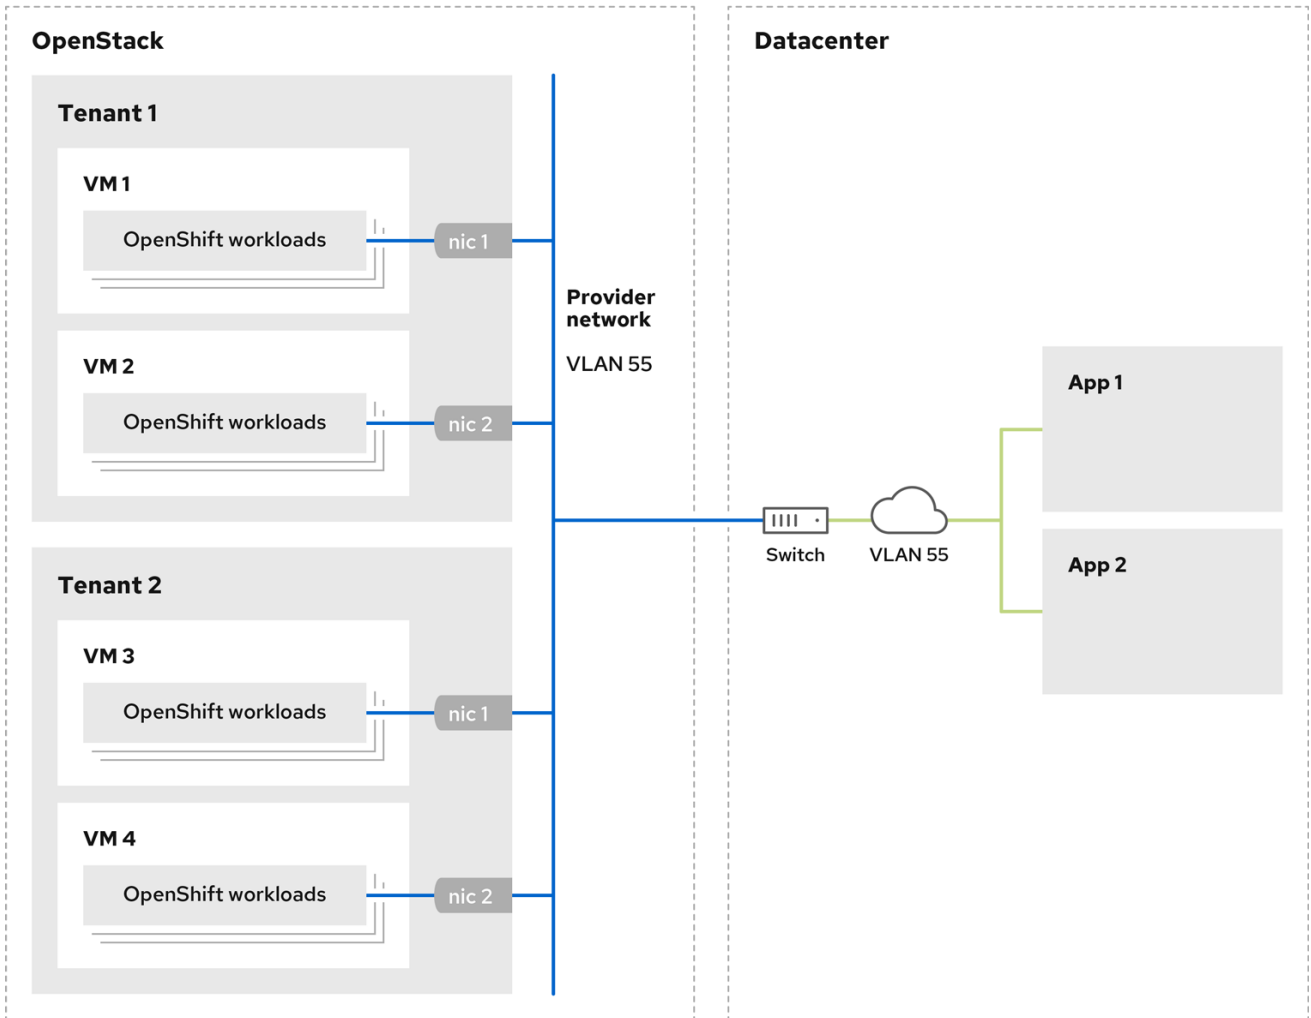 OpenStack
Tenant 1
VM 1
OpenShift workloads
nic 1
VM 2
OpenShift workloads
nic 2
Tenant 2
VM 3
OpenShift workloads
nic 1
VM 4
OpenShift workloads
nic 2
Provider
network
VLAN 55
Datacenter
Switch
VLAN 55
App 1
App 2